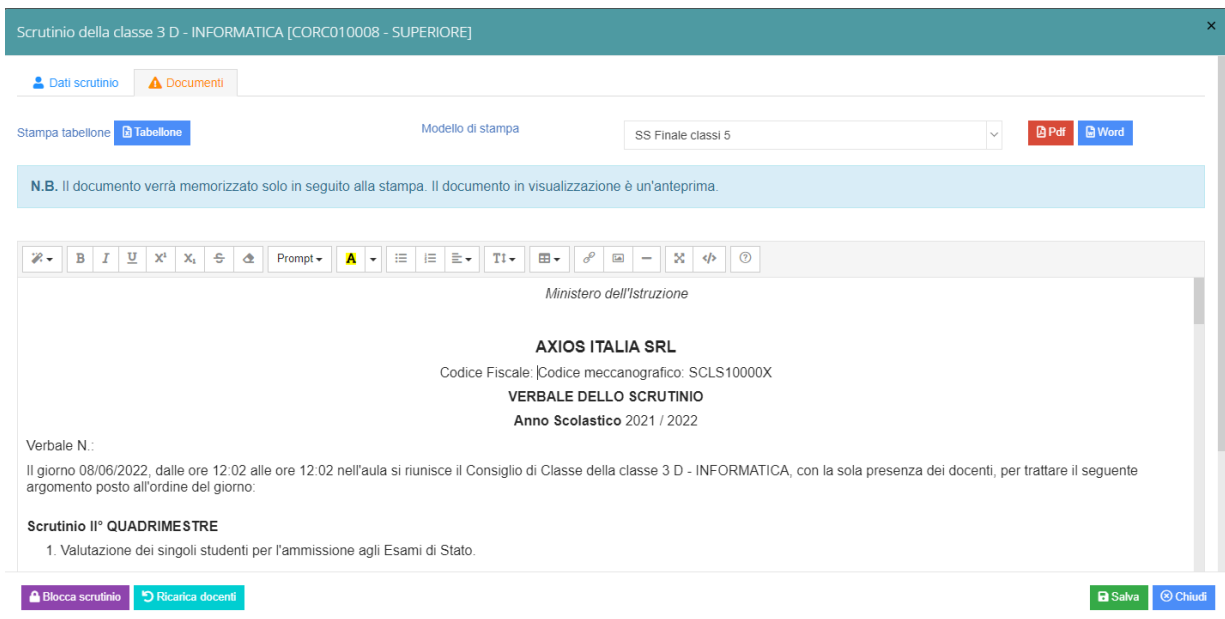 Scrutinio della classe 3 D - INFORMATICA [CORC010008 - SUPERIORE]
×
Dati scrutinio
Documenti
Stampa tabellone Tabellone Modello di stampa SS Finale classi 5 Pdf Word
N.B. Il documento verrà memorizzato solo in seguito alla stampa. Il documento in visualizzazione è un'anteprima.
B I U X¹ X₁ S Prompt A T ? 
Ministero dell'Istruzione
AXIOS ITALIA SRL
Codice Fiscale: Codice meccanografico: SCLS10000X
VERBALE DELLO SCRUTINIO
Anno Scolastico 2021 / 2022
Verbale N.:
Il giorno 08/06/2022, dalle ore 12:02 alle ore 12:02 nell'aula si riunisce il Consiglio di Classe della classe 3 D - INFORMATICA, con la sola presenza dei docenti, per trattare il seguente
argomento posto all'ordine del giorno:
Scrutinio II° QUADRIMESTRE
1. Valutazione dei singoli studenti per l'ammissione agli Esami di Stato.
Blocca scrutinio Ricarica docenti Salva Chiudi